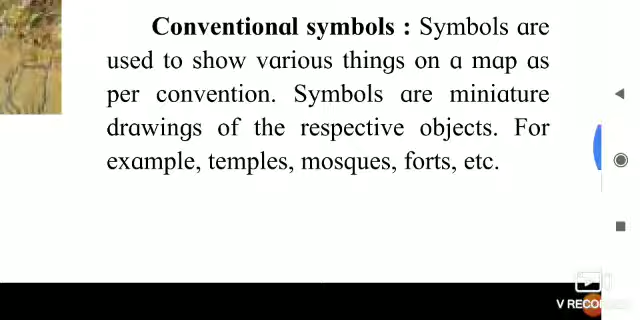 Conventional symbols : Symbols are
used to show various things on a map as
per convention. Symbols are miniature
drawings of the respective objects. For
example, temples, mosques, forts, etc.